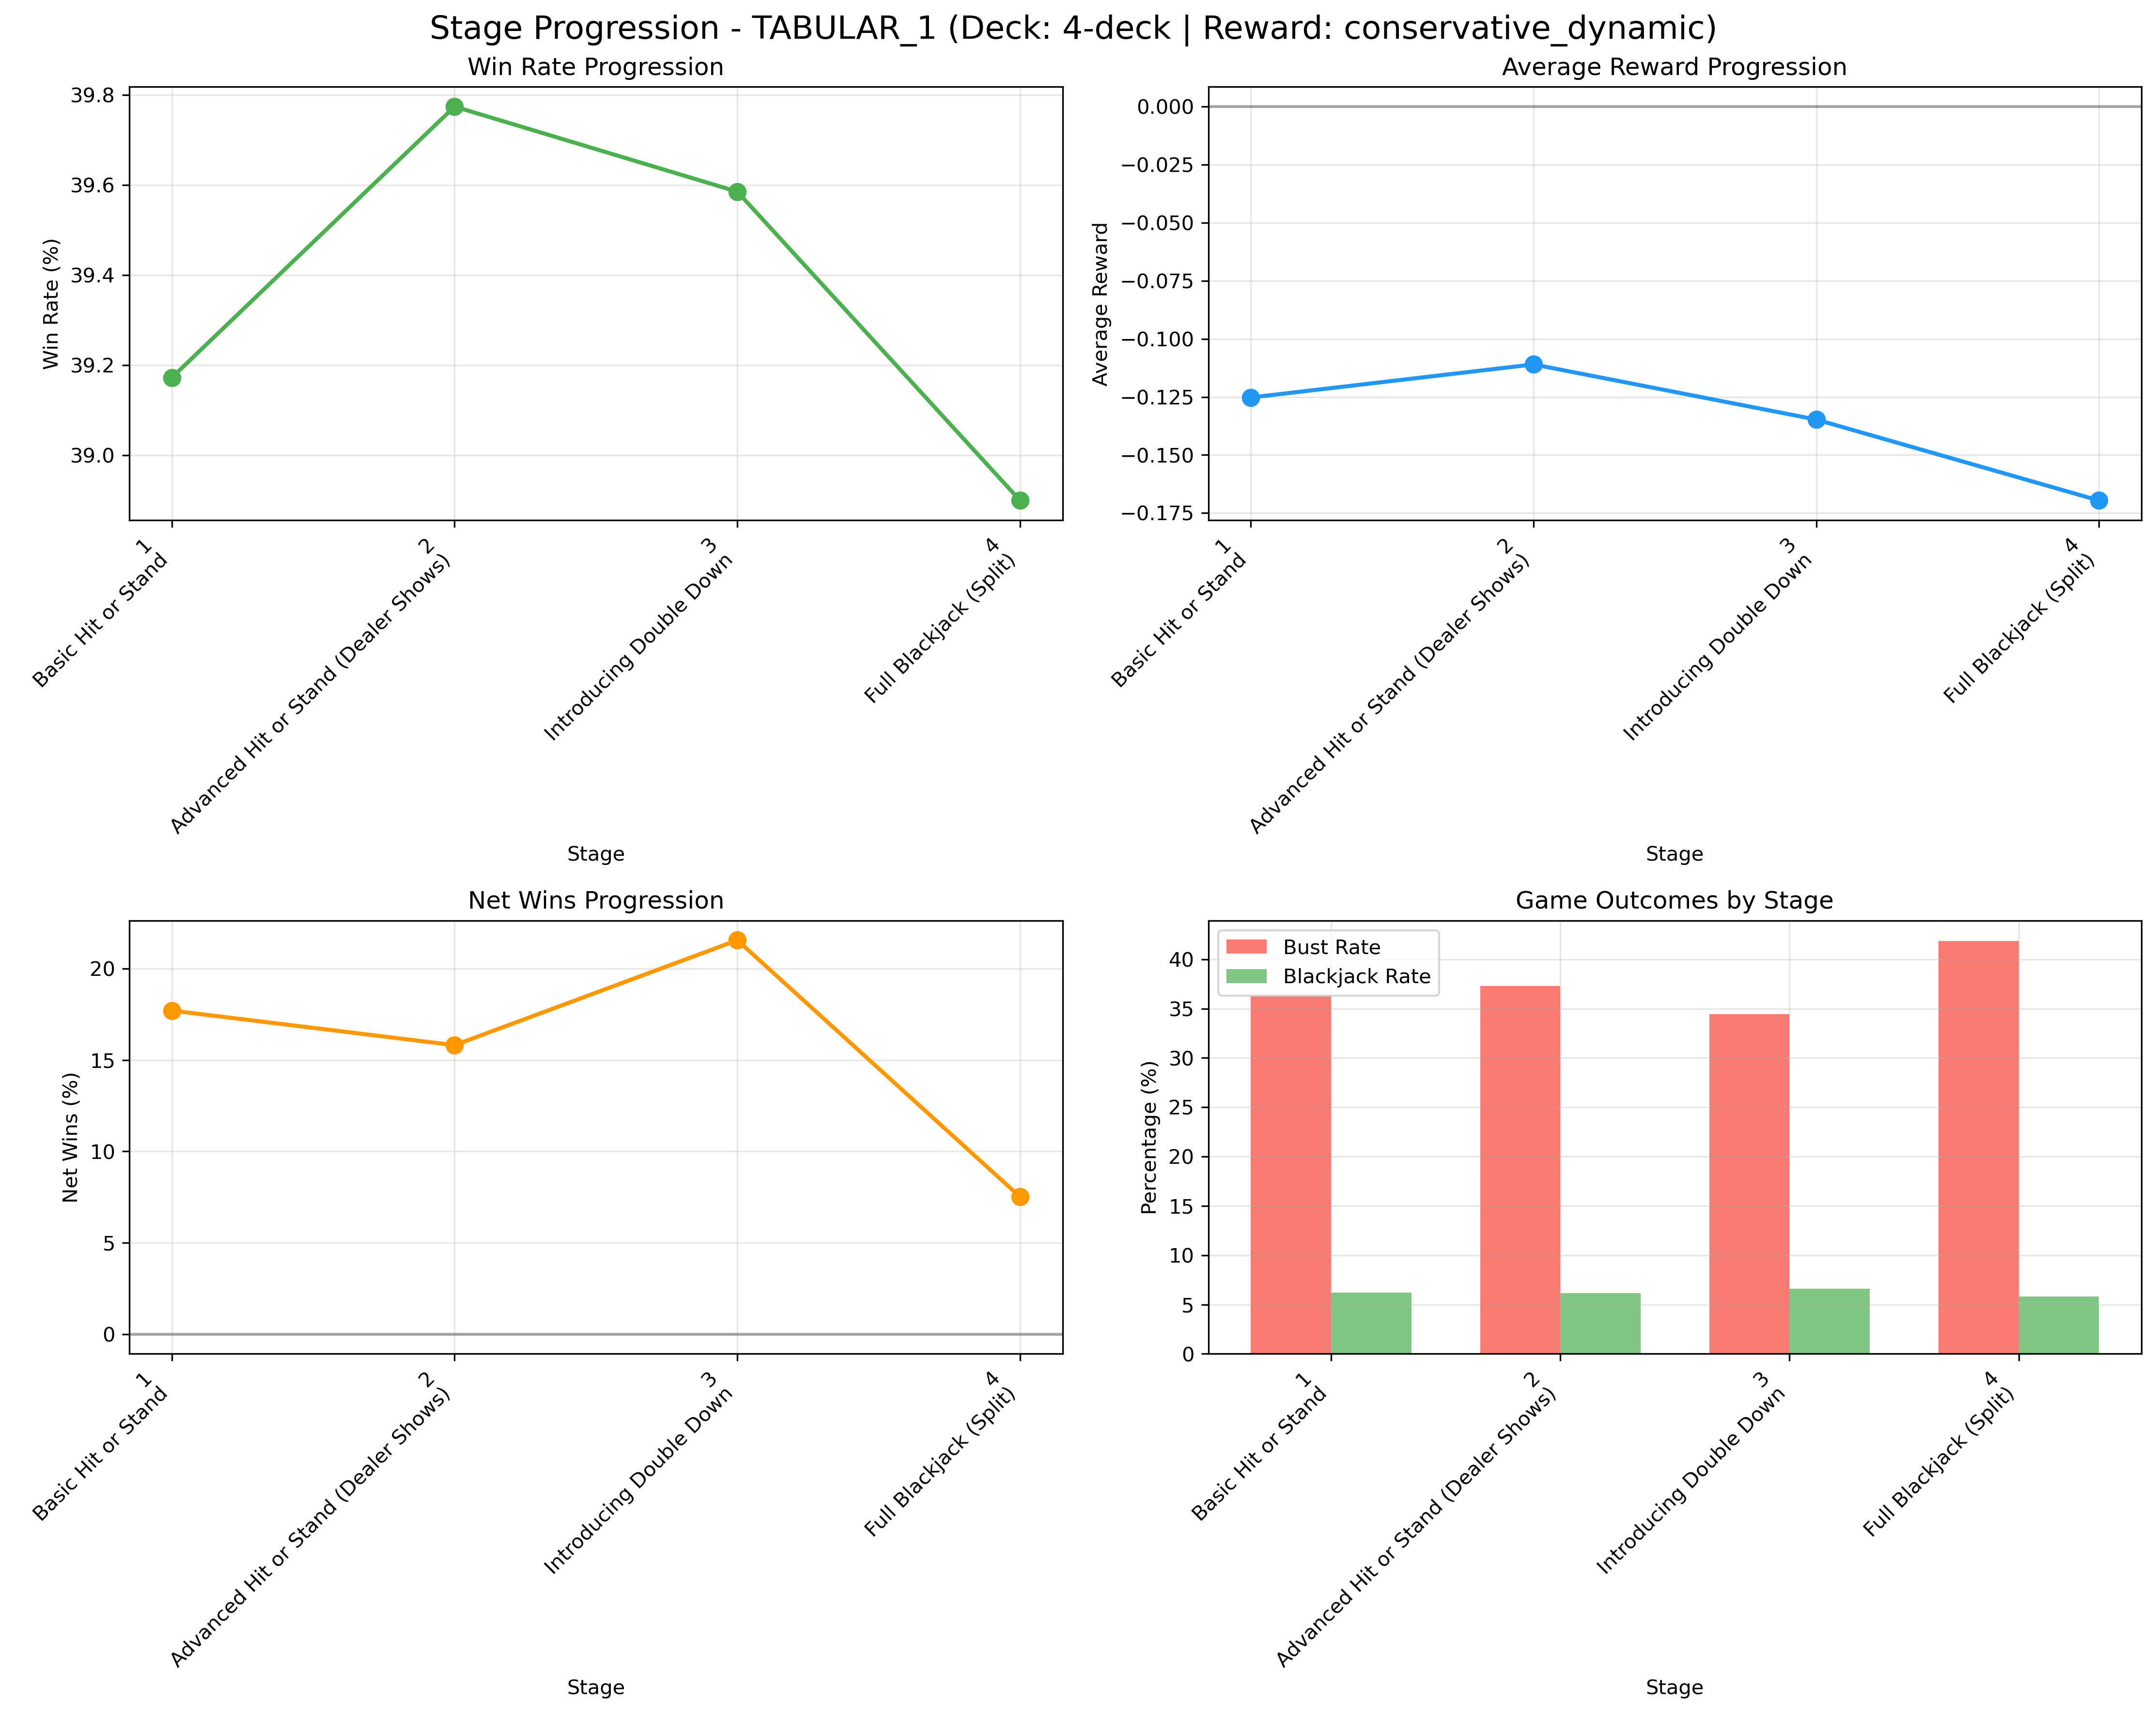 Stage Progression - TABULAR_1 (Deck: 4-deck | Reward: conservative_dynamic)
Win Rate Progression
39.8
39.6
39.4
39.2
39.0
Win Rate (%)
1
Basic Hit or Stand
2
Advanced Hit or Stand (Dealer Shows)
3
Introducing Double Down
4
Full Blackjack (Split)
Stage
Average Reward Progression
0.000
−0.025
−0.050
−0.075
−0.100
−0.125
−0.150
−0.175
Average Reward
1
Basic Hit or Stand
2
Advanced Hit or Stand (Dealer Shows)
3
Introducing Double Down
4
Full Blackjack (Split)
Stage
Net Wins Progression
20
15
10
5
0
Net Wins (%)
1
Basic Hit or Stand
2
Advanced Hit or Stand (Dealer Shows)
3
Introducing Double Down
4
Full Blackjack (Split)
Stage
Game Outcomes by Stage
Bust Rate
Blackjack Rate
40
35
30
25
20
15
10
5
0
Percentage (%)
1
Basic Hit or Stand
2
Advanced Hit or Stand (Dealer Shows)
3
Introducing Double Down
4
Full Blackjack (Split)
Stage